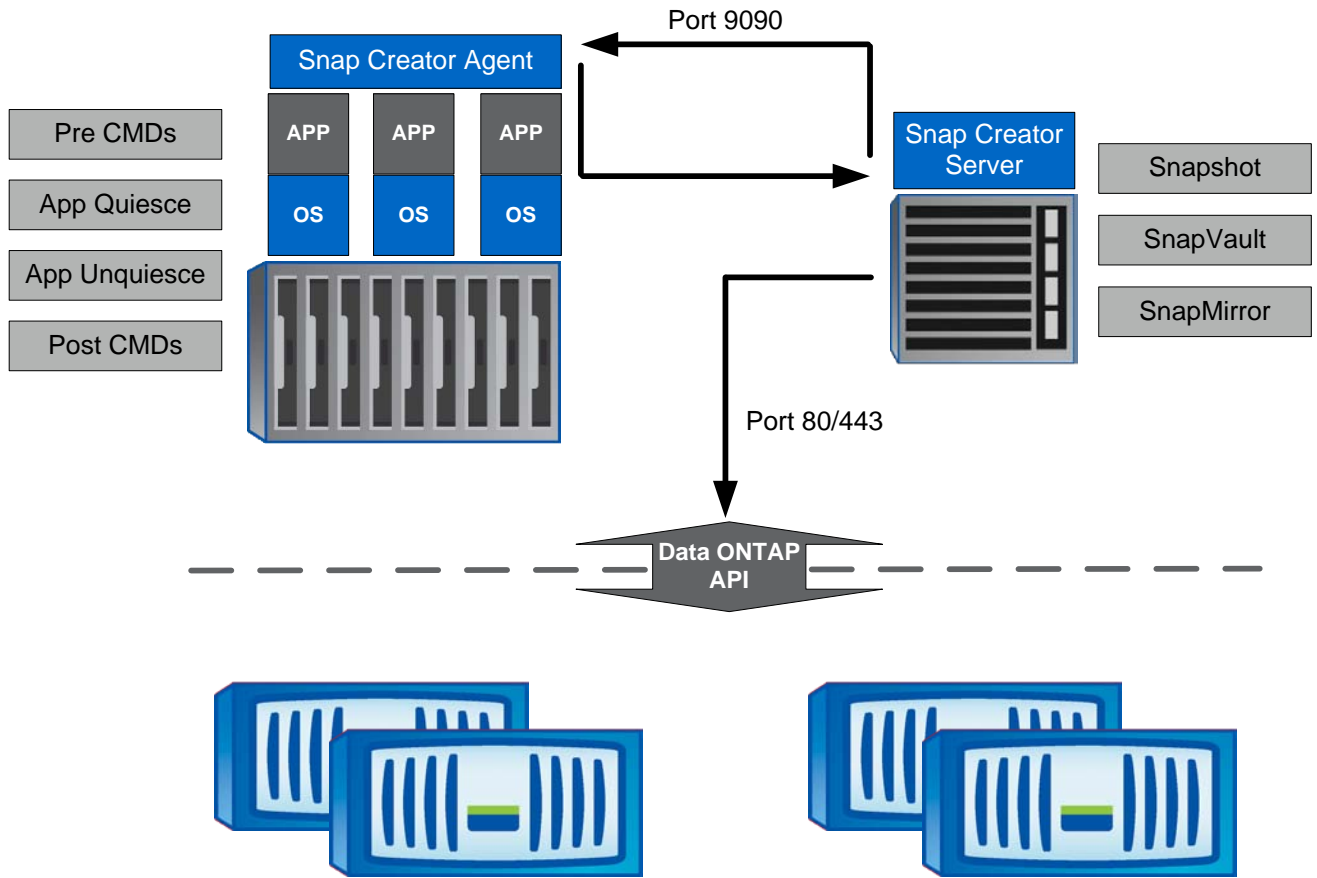 Port 9090
Snap Creator Agent
Pre CMDs
App Quiesce
App Unquiesce
Post CMDs
APP
APP
APP
OS
OS
OS
Snap Creator
Server
Snapshot
SnapVault
SnapMirror
Port 80/443
Data ONTAP
API